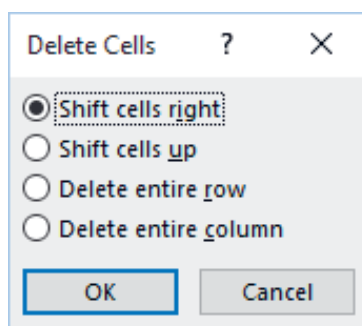 Delete Cells ? X
Shift cells right
Shift cells up
Delete entire row
Delete entire column
OK Cancel